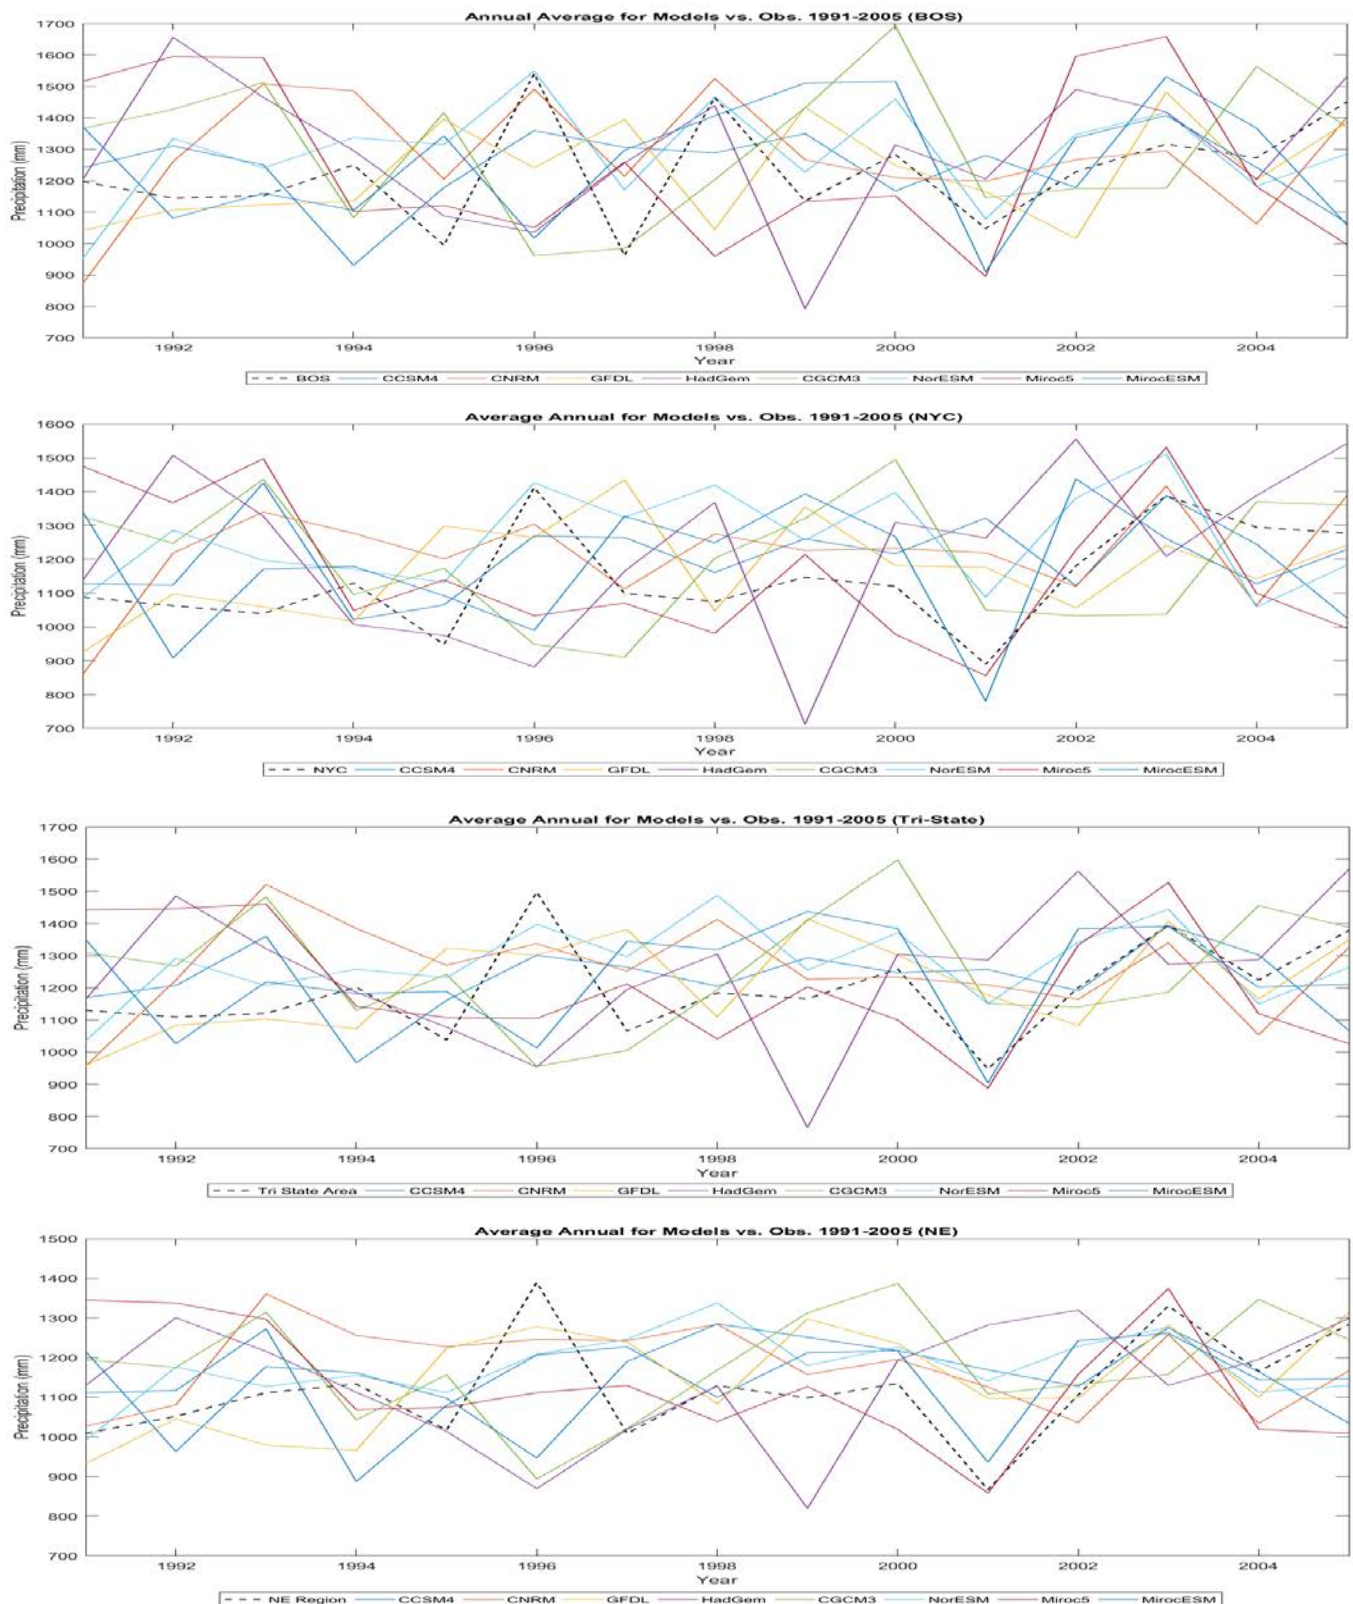 Annual Average for Models vs. Obs. 1991-2005 (BOS)
1700
1600
1500
1400
1300
1200
1100
1000
900
800
700
Precipitation (mm)
1992 1994 1996 1998 2000 2002 2004
Year
BOS CCSM4 CNRM GFDL HadGem CGCM3 NorESM Miroc5 MirocESM
Average Annual for Models vs. Obs. 1991-2005 (NYC)
1600
1500
1400
1300
1200
1100
1000
900
800
700
Precipitation (mm)
1992 1994 1996 1998 2000 2002 2004
Year
NYC CCSM4 CNRM GFDL HadGem CGCM3 NorESM Miroc5 MirocESM
Average Annual for Models vs. Obs. 1991-2005 (Tri-State)
1700
1600
1500
1400
1300
1200
1100
1000
900
800
700
Precipitation (mm)
1992 1994 1996 1998 2000 2002 2004
Year
Tri State Area CCSM4 CNRM GFDL HadGem CGCM3 NorESM Miroc5 MirocESM
Average Annual for Models vs. Obs. 1991-2005 (NE)
1500
1400
1300
1200
1100
1000
900
800
700
Precipitation (mm)
1992 1994 1996 1998 2000 2002 2004
Year
NE Region CCSM4 CNRM GFDL HadGem CGCM3 NorESM Miroc5 MirocESM